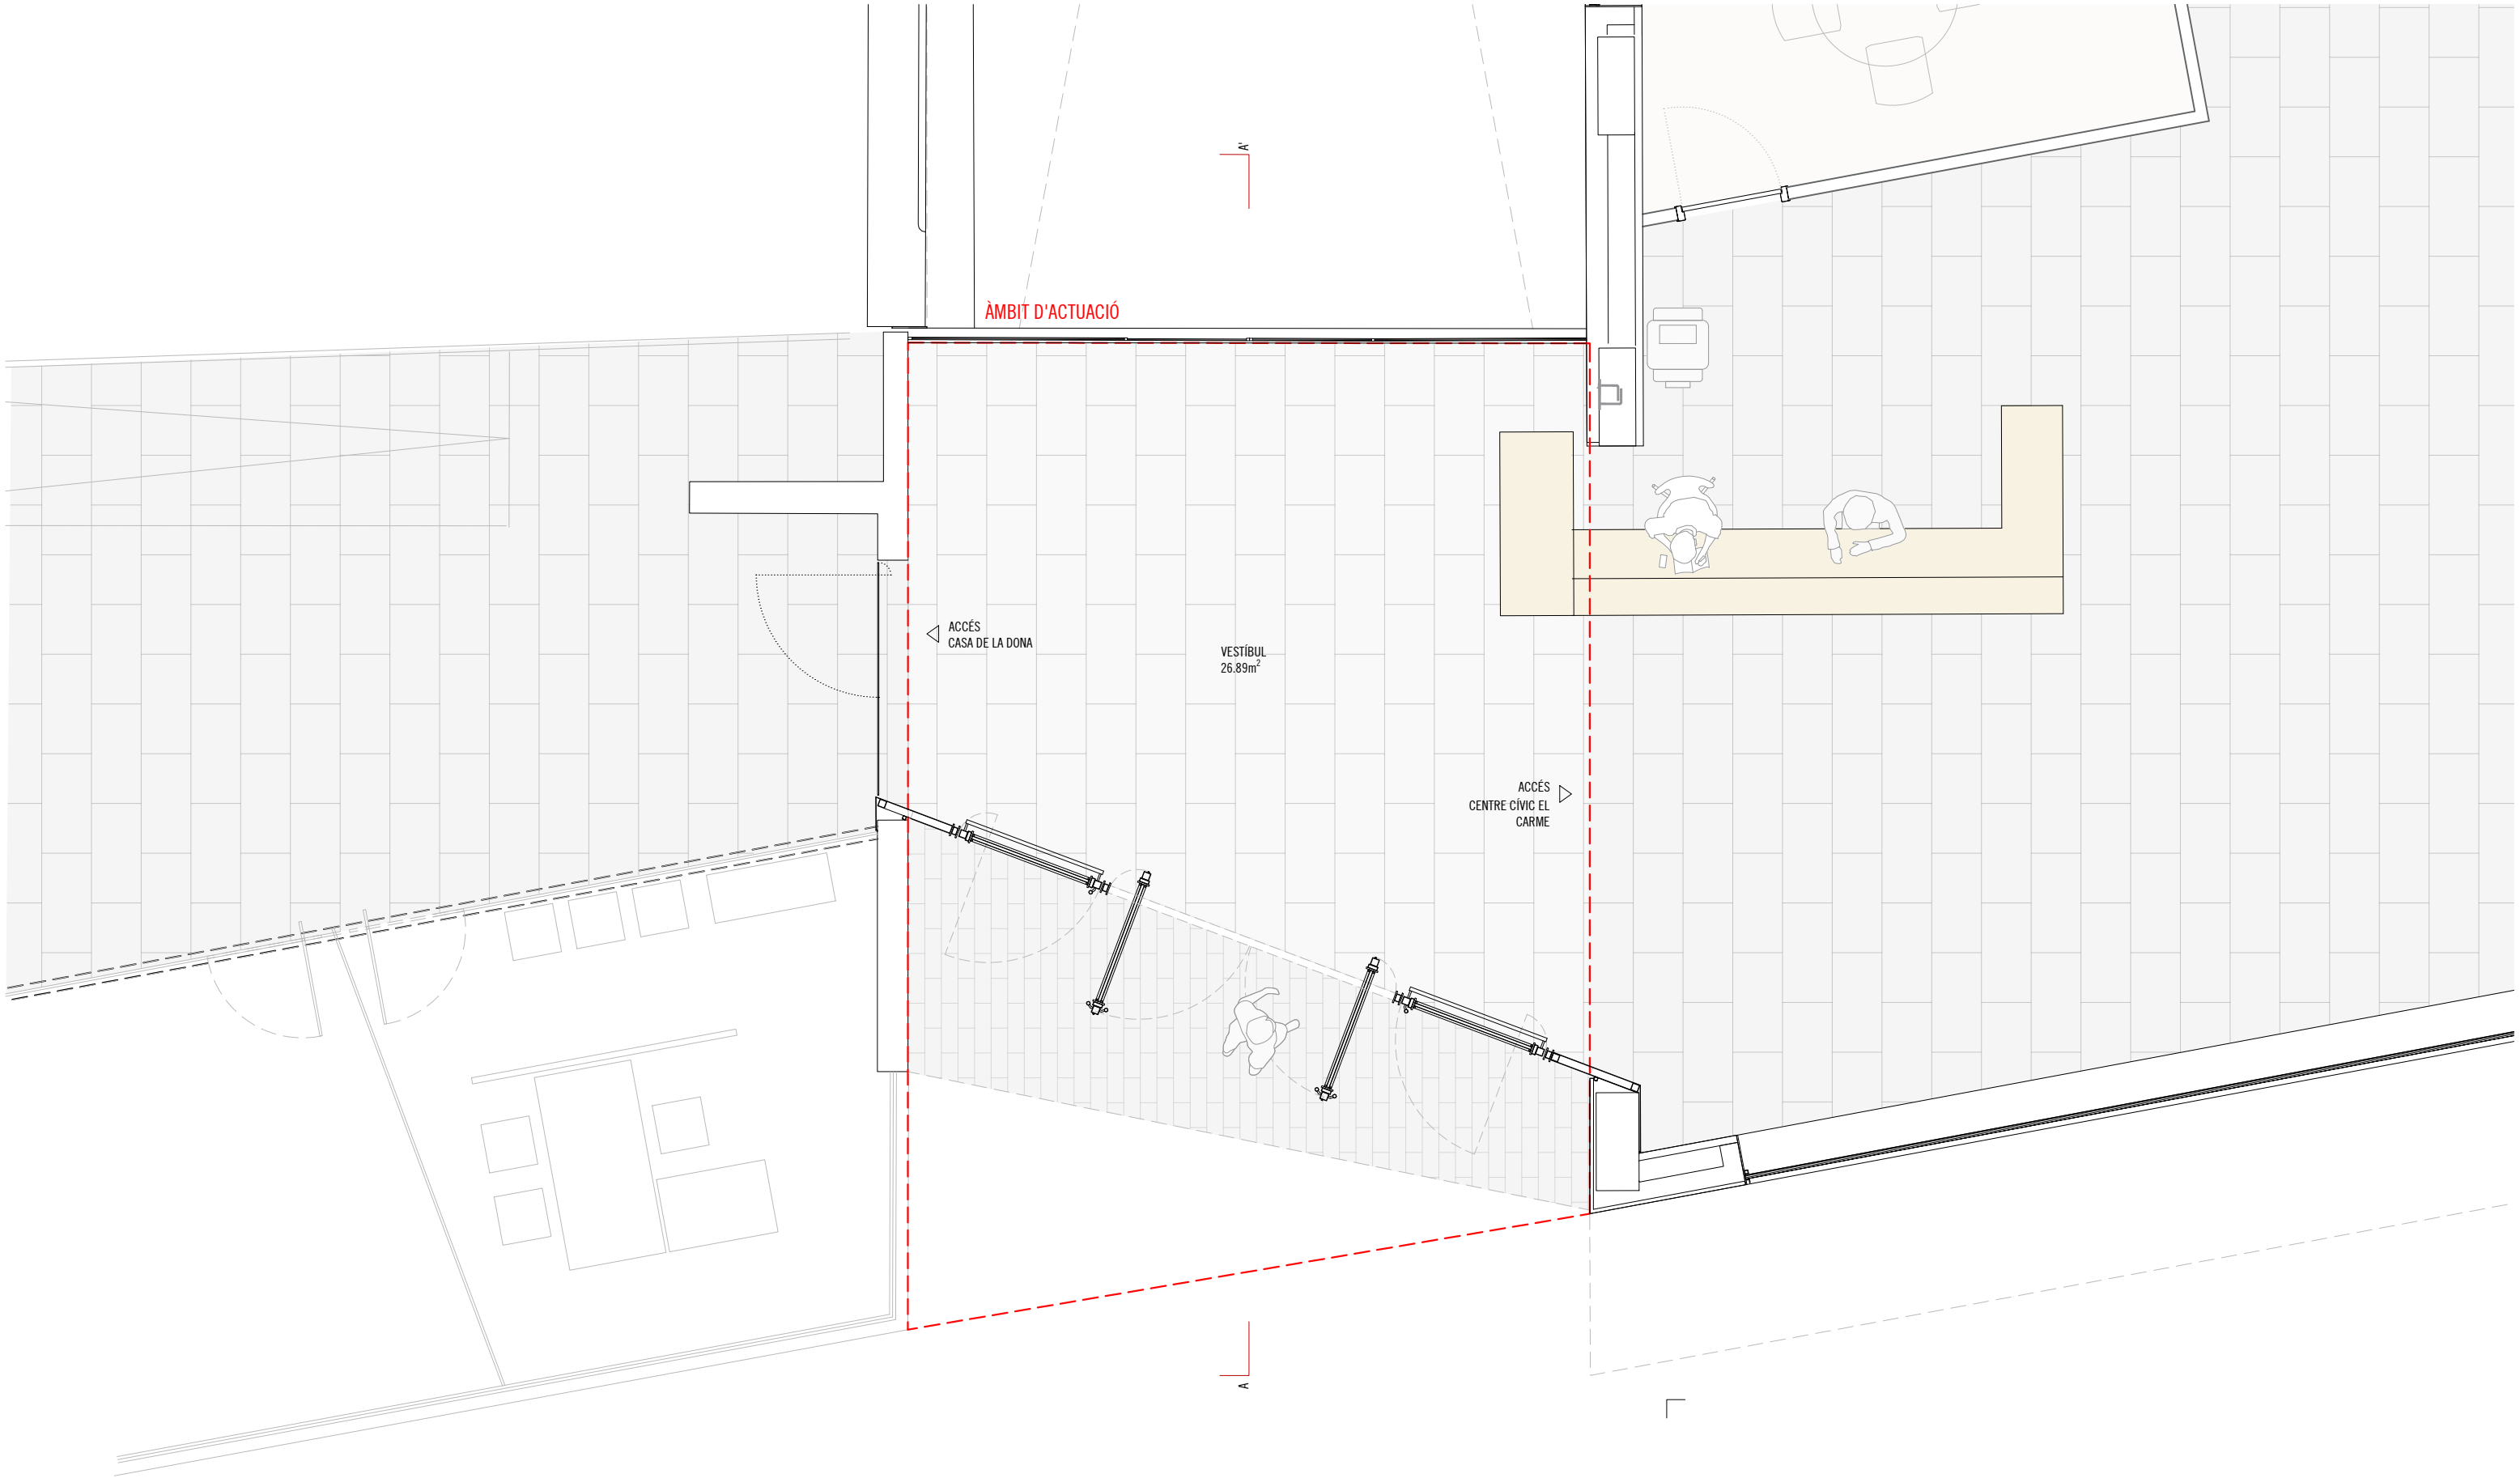 A'
ÀMBIT D'ACTUACIÓ
ACCÉS
CASA DE LA DONA
VESTÍBUL
26.89m²
ACCÉS
CENTRE CÍVIC EL
CARME
A